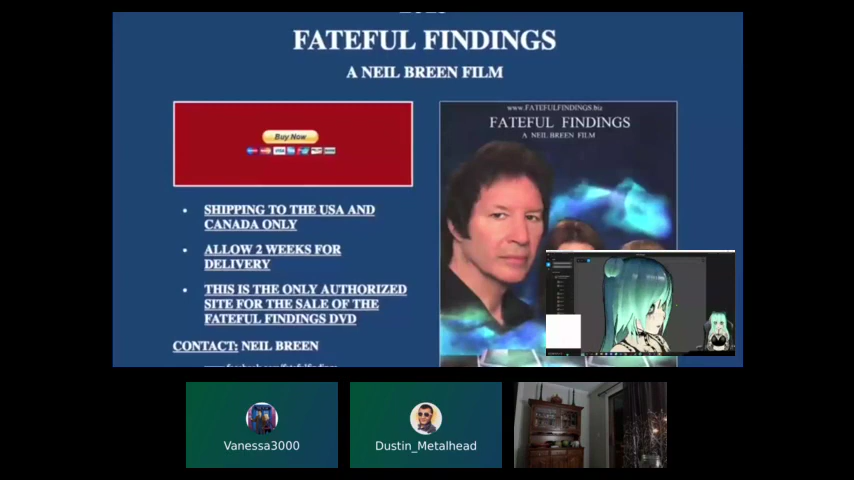 FATEFUL FINDINGS
A NEIL BREEN FILM
Buy Now
VISA
SHIPPING TO THE USA AND
CANADA ONLY
ALLOW 2 WEEKS FOR
DELIVERY
THIS IS THE ONLY AUTHORIZED
SITE FOR THE SALE OF THE
FATEFUL FINDINGS DVD
CONTACT: NEIL BREEN
www.FATEFULFINDINGS.biz
FATEFUL FINDINGS
A NEIL BREEN FILM
Vanessa3000
Dustin_Metalhead